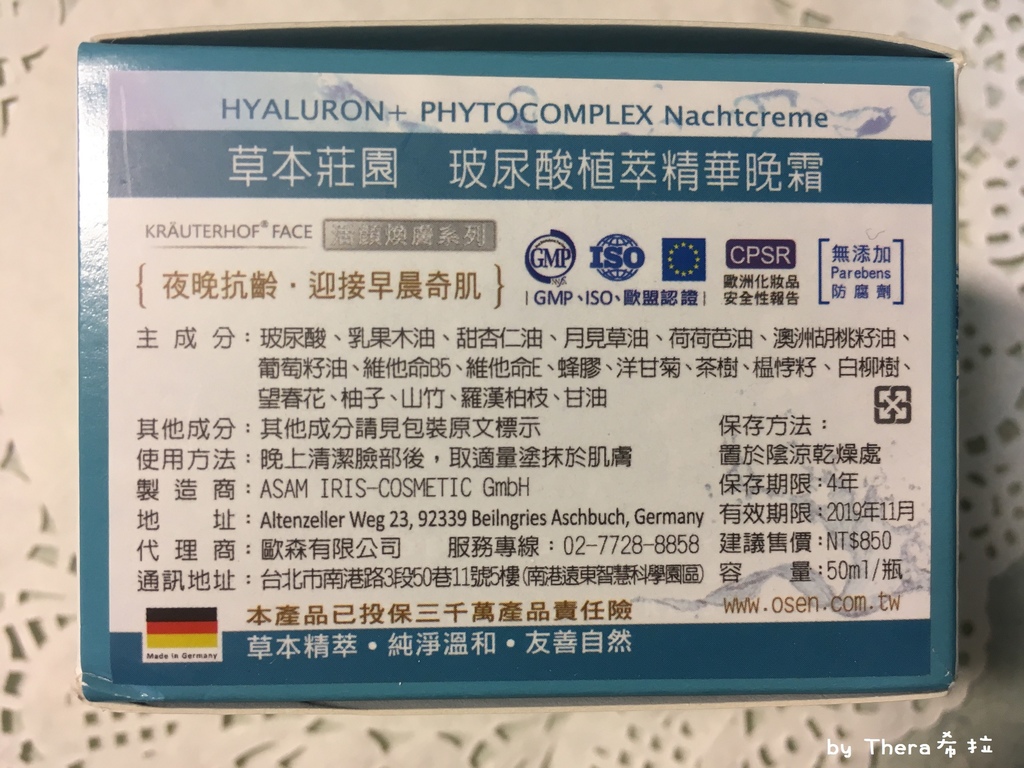 HYALURON+ PHYTOCOMPLEX Nachtcreme
草本莊園 玻尿酸植萃精華晚霜
KRÄUTERHOF® FACE 煥膚系列
GMP ISO CPSR
{ 夜晚抗齡・迎接早晨奇肌 }
GMP、ISO、歐盟認證
歐洲化妝品
安全性報告
無添加
Parebens
防腐劑
主成分：玻尿酸、乳果木油、甜杏仁油、月見草油、荷荷芭油、澳洲胡桃籽油、
葡萄籽油、維他命B5、維他命E、蜂膠、洋甘菊、茶樹、榲悖籽、白柳樹、
望春花、柚子、山竹、羅漢柏枝、甘油
其他成分：其他成分請見包裝原文標示
使用方法：晚上清潔臉部後，取適量塗抹於肌膚
製造商：ASAM IRIS-COSMETIC GmbH
地址：Altenzeller Weg 23, 92339 Beilngries Aschbuch, Germany
代理商：歐森有限公司 服務專線：02-7728-8858
通訊地址：台北市南港路3段50巷11號5樓(南港遠東智慧科學園區)
保存方法：
置於陰涼乾燥處
保存期限：4年
有效期限：2019年11月
建議售價：NT$850
容量：50ml/瓶
www.osen.com.tw
本產品已投保三千萬產品責任險
Made in Germany
草本精萃・純淨溫和・友善自然
by Thera希拉